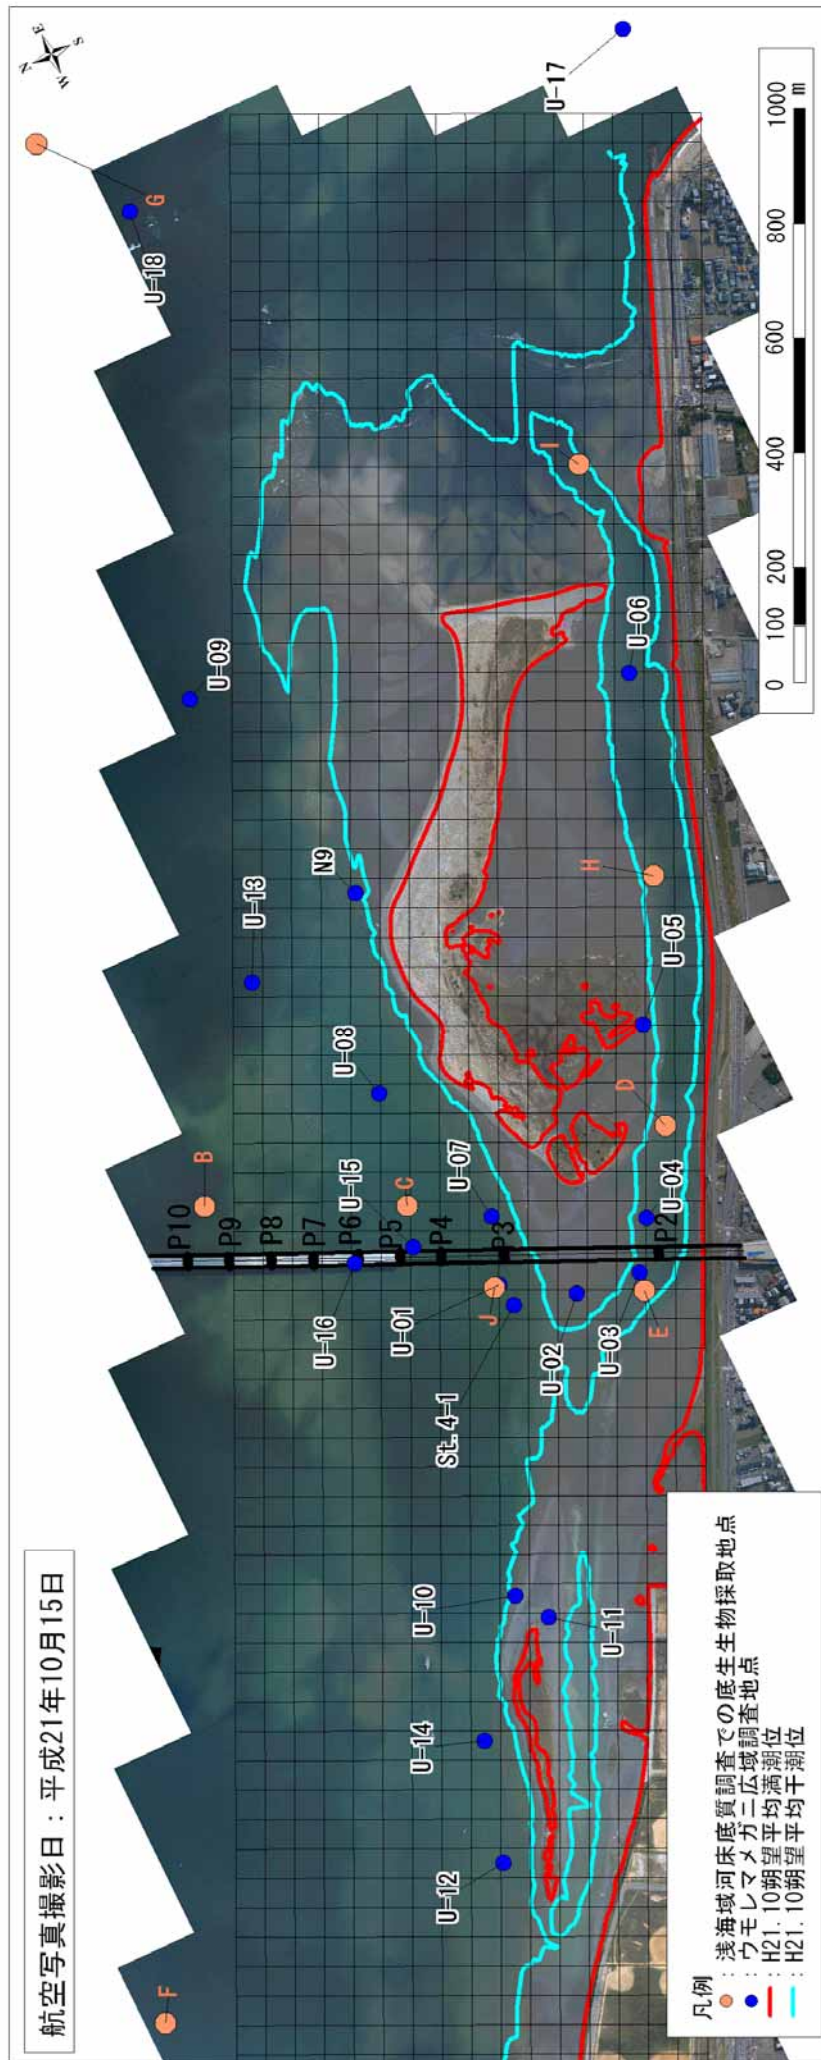 航空写真撮影日：平成21年10月15日
N
E
S
W
G
U-18
U-17
U-09
I
U-06
N9
U-13
H
U-08
U-05
D
B
U-15
C
U-07
U-04
P10
P9
P8
P7
P6
P5
P4
P3
P2
U-16
U-01
J
St. 4-1
U-02
U-03
E
U-10
U-11
U-14
U-12
F
0 100 200 400 600 800 1000
m
凡例
：浅海域河床底質調査での底生生物採取地点
：ウモレマメガニ広域調査地点
：H21. 10朔望平均満潮位
：H21. 10朔望平均干潮位